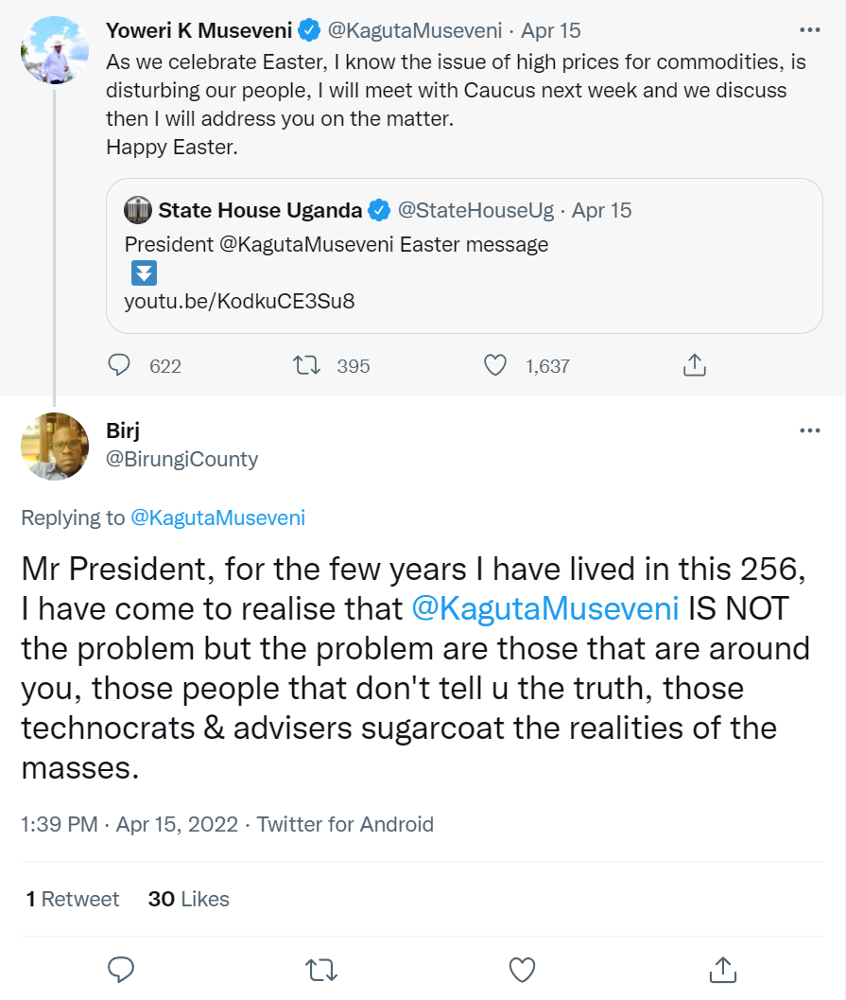 Yoweri K Museveni @KagutaMuseveni · Apr 15
As we celebrate Easter, I know the issue of high prices for commodities, is
disturbing our people, I will meet with Caucus next week and we discuss
then I will address you on the matter.
Happy Easter.
State House Uganda @StateHouseUg · Apr 15
President @KagutaMuseveni Easter message
youtu.be/KodkuCE3Su8
622 395 1,637
Birj
@BirungiCounty
Replying to @KagutaMuseveni
Mr President, for the few years I have lived in this 256,
I have come to realise that @KagutaMuseveni IS NOT
the problem but the problem are those that are around
you, those people that don't tell u the truth, those
technocrats & advisers sugarcoat the realities of the
masses.
1:39 PM · Apr 15, 2022 · Twitter for Android
1 Retweet 30 Likes